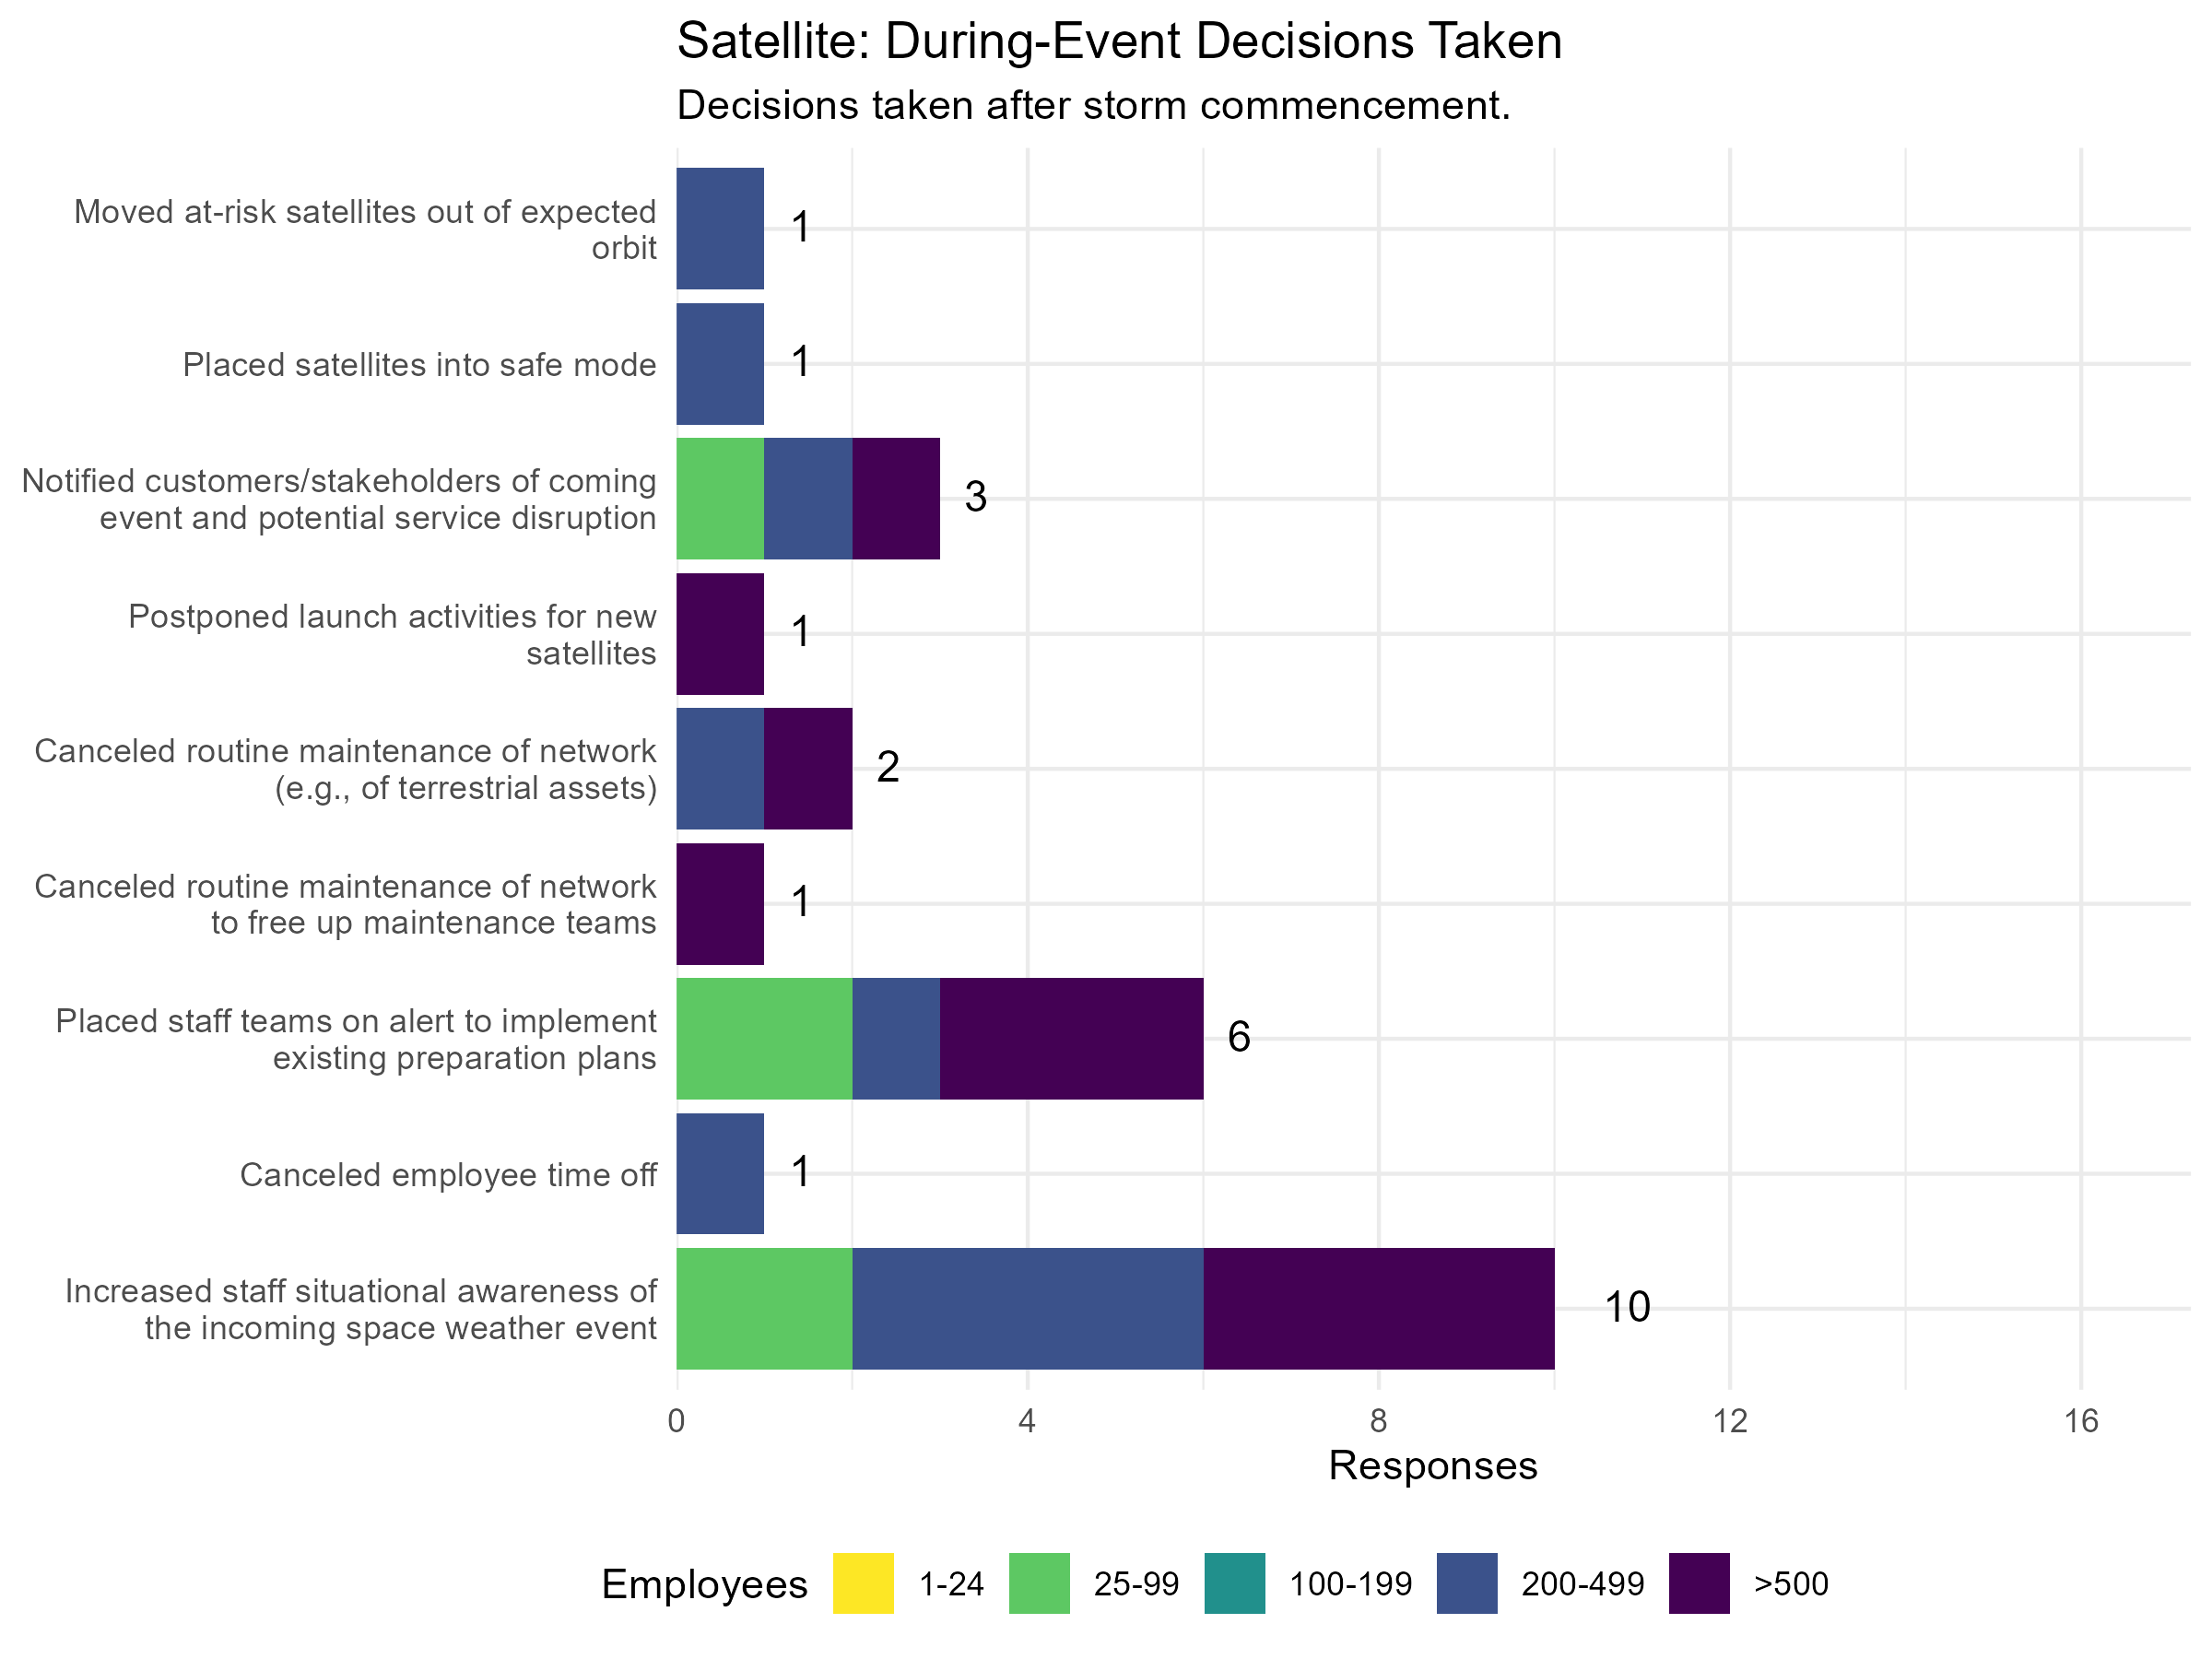 Satellite: During-Event Decisions Taken
Decisions taken after storm commencement.
Moved at-risk satellites out of expected
orbit
1
Placed satellites into safe mode
1
Notified customers/stakeholders of coming
event and potential service disruption
3
Postponed launch activities for new
satellites
1
Canceled routine maintenance of network
(e.g., of terrestrial assets)
2
Canceled routine maintenance of network
to free up maintenance teams
1
Placed staff teams on alert to implement
existing preparation plans
6
Canceled employee time off
1
Increased staff situational awareness of
the incoming space weather event
10
0 4 8 12 16
Responses
Employees 1-24 25-99 100-199 200-499 >500